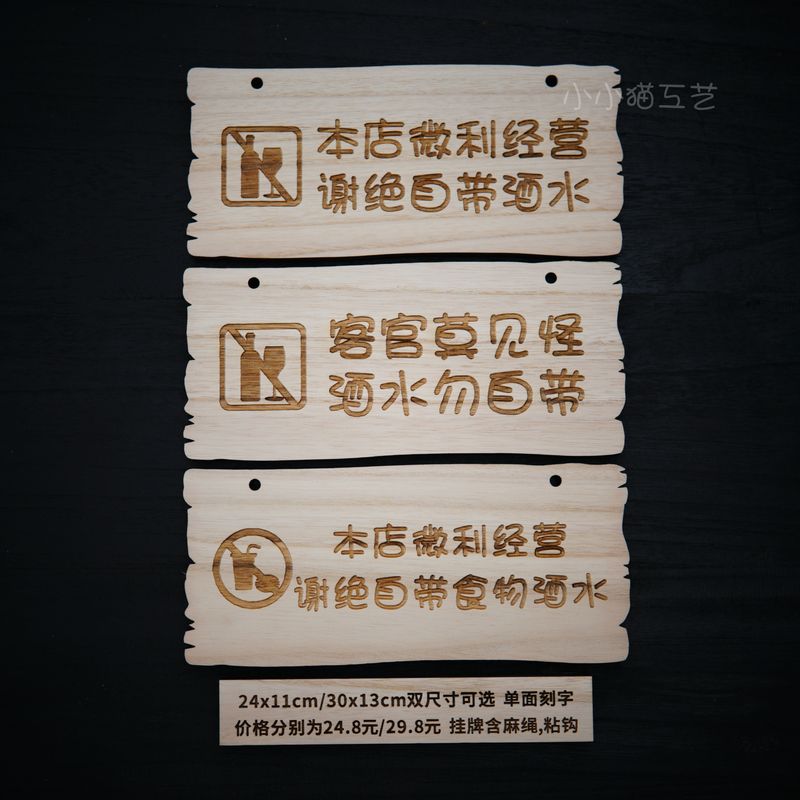 小小猫工艺
本店微利经营
谢绝自带酒水
客官莫见怪
酒水勿自带
本店微利经营
谢绝自带食物酒水
24x11cm/30x13cm双尺寸可选 单面刻字
价格分别为24.8元/29.8元 挂牌含麻绳,粘钩